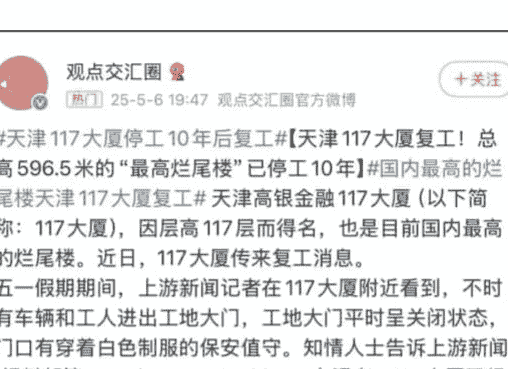 观点交汇圈
+关注
热门 25-5-6 19:47 观点交汇圈官方微博
#天津117大厦停工10年后复工#【天津117大厦复工！总
高596.5米的“最高烂尾楼”已停工10年】#国内最高的烂
尾楼天津117大厦复工# 天津高银金融117大厦（以下简
称：117大厦），因层高117层而得名，也是目前国内最高
的烂尾楼。近日，117大厦传来复工消息。
五一假期期间，上游新闻记者在117大厦附近看到，不时
有车辆和工人进出工地大门，工地大门平时呈关闭状态，
门口有穿着白色制服的保安值守。知情人士告诉上游新闻